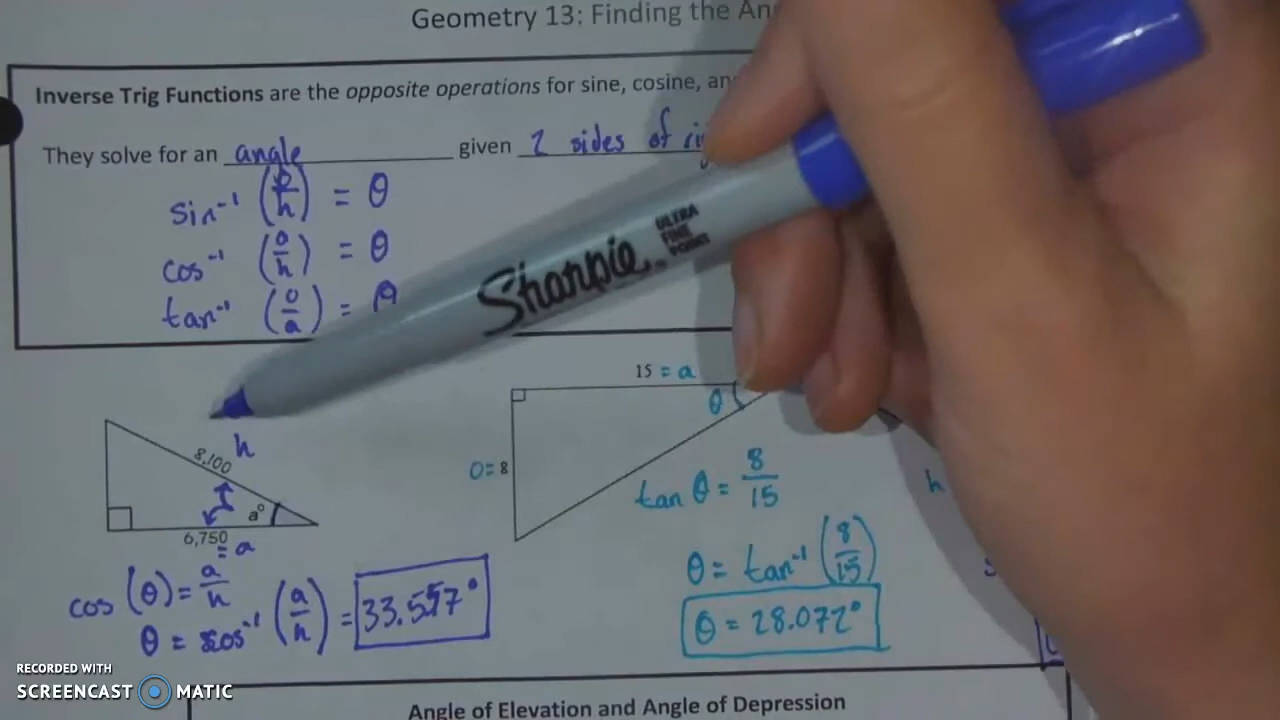 Geometry 13: Finding the An
Inverse Trig Functions are the opposite operations for sine, cosine, an
They solve for an angle given 2 sides of
sin⁻¹ (o/h) = θ
cos⁻¹ (a/h) = θ
tan⁻¹ (o/a) = θ
Sharpie
ULTRA
FINE
POINT
15 = a
θ
h
8,100
O = 8
a°
6,750
= a
tan θ = 8/15
h
cos (θ) = a/h
θ = cos⁻¹ (a/h) = 33.557°
θ = tan⁻¹ (8/15)
θ = 28.072°
RECORDED WITH
SCREENCAST MATIC
Angle of Elevation and Angle of Depression